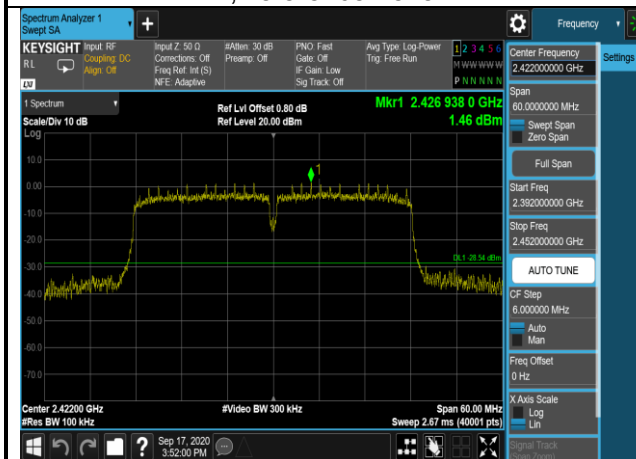 Spectrum Analyzer 1
Swept SA
+
Frequency
KEYSIGHT
RL
LXI
Input: RF
Coupling: DC
Align: Off
Input Z: 50 Ω
Corrections: Off
Freq Ref: Int (S)
NFE: Adaptive
#Atten: 30 dB
Preamp: Off
PNO: Fast
Gate: Off
IF Gain: Low
Sig Track: Off
Avg Type: Log-Power
Trig: Free Run
1 2 3 4 5 6
M W W W W W
P N N N N N
Center Frequency
2.422000000 GHz
Settings
Span
60.0000000 MHz
Swept Span
Zero Span
Full Span
Start Freq
2.392000000 GHz
Stop Freq
2.452000000 GHz
AUTO TUNE
CF Step
6.000000 MHz
Auto
Man
Freq Offset
0 Hz
X Axis Scale
Log
Lin
Signal Track
(Span Zoom)
1 Spectrum
Scale/Div 10 dB
Log
Ref Lvl Offset 0.80 dB
Ref Level 20.00 dBm
Mkr1 2.426 938 0 GHz
1.46 dBm
10.0
0.00
-10.0
-20.0
-30.0
-40.0
-50.0
-60.0
-70.0
1
DL1 -28.54 dBm
Center 2.42200 GHz
#Res BW 100 kHz
#Video BW 300 kHz
Span 60.00 MHz
Sweep 2.67 ms (40001 pts)
?
Sep 17, 2020
3:52:00 PM